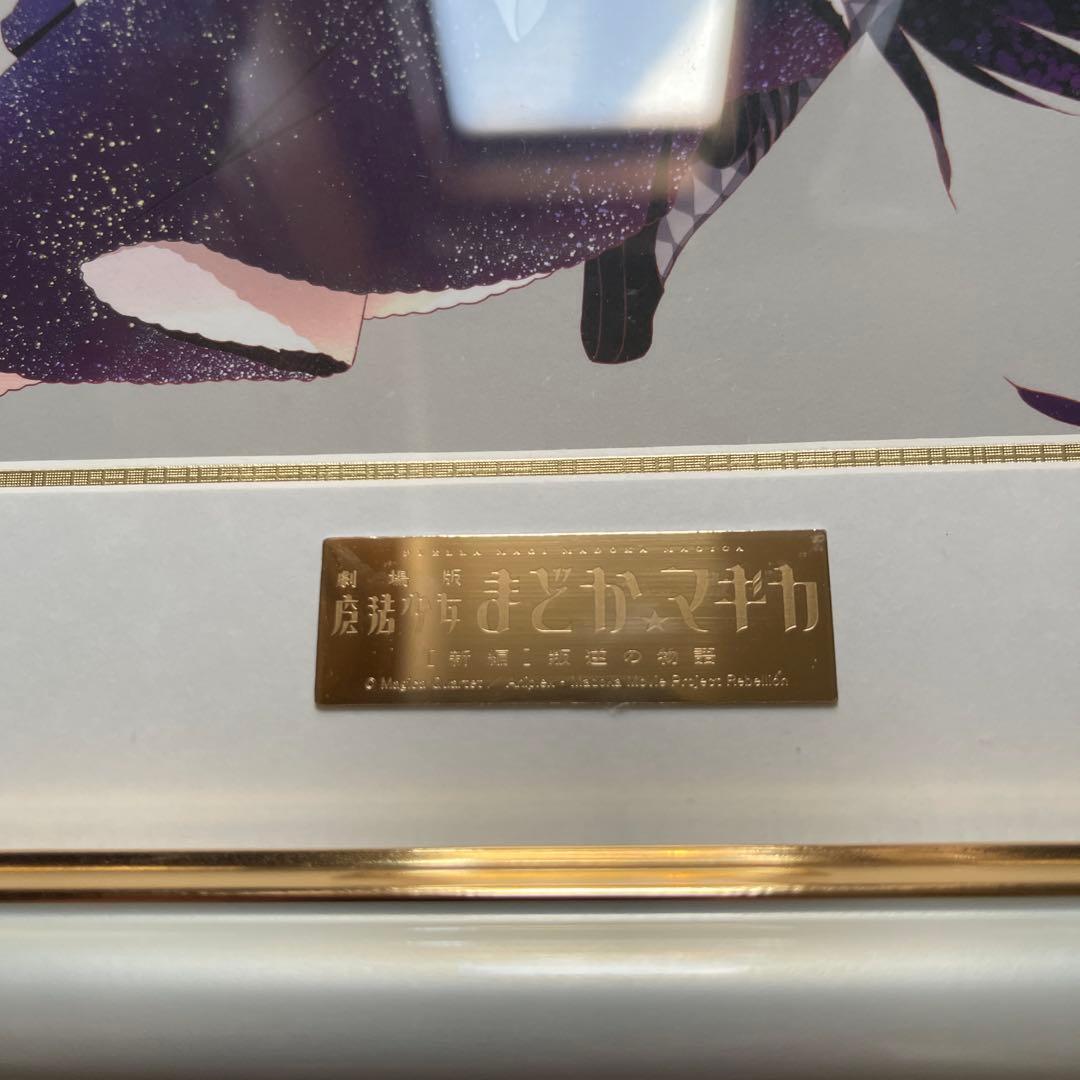 PUELLA MAGI MADOKA MAGICA
劇場版
魔法少女 まどか★マギカ
[新編]叛逆の物語
© Magica Quartet / Aniplex・Madoka Movie Project Rebellion